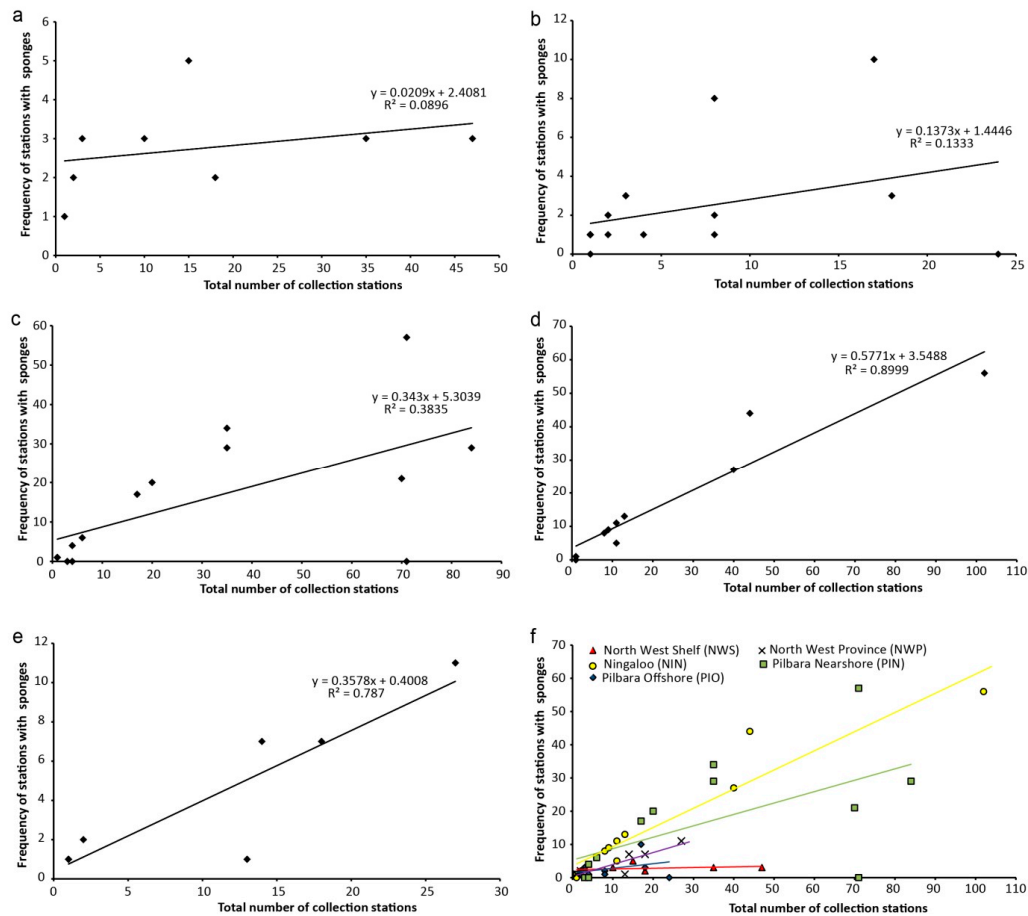 a
Frequency of stations with sponges
6
5
4
3
2
1
0
y = 0.0209x + 2.4081
R² = 0.0896
0 5 10 15 20 25 30 35 40 45 50
Total number of collection stations
b
Frequency of stations with sponges
12
10
8
6
4
2
0
y = 0.1373x + 1.4446
R² = 0.1333
0 5 10 15 20 25
Total number of collection stations
c
Frequency of stations with sponges
60
50
40
30
20
10
0
y = 0.343x + 5.3039
R² = 0.3835
0 10 20 30 40 50 60 70 80 90
Total number of collection stations
d
Frequency of stations with sponges
70
60
50
40
30
20
10
0
y = 0.5771x + 3.5488
R² = 0.8999
0 10 20 30 40 50 60 70 80 90 100 110
Total number of collection stations
e
Frequency of stations with sponges
12
10
8
6
4
2
0
y = 0.3578x + 0.4008
R² = 0.787
0 5 10 15 20 25 30
Total number of collection stations
f
North West Shelf (NWS) North West Province (NWP)
Ningaloo (NIN) Pilbara Nearshore (PIN)
Pilbara Offshore (PIO)
Frequency of stations with sponges
70
60
50
40
30
20
10
0
0 10 20 30 40 50 60 70 80 90 100 110
Total number of collection stations